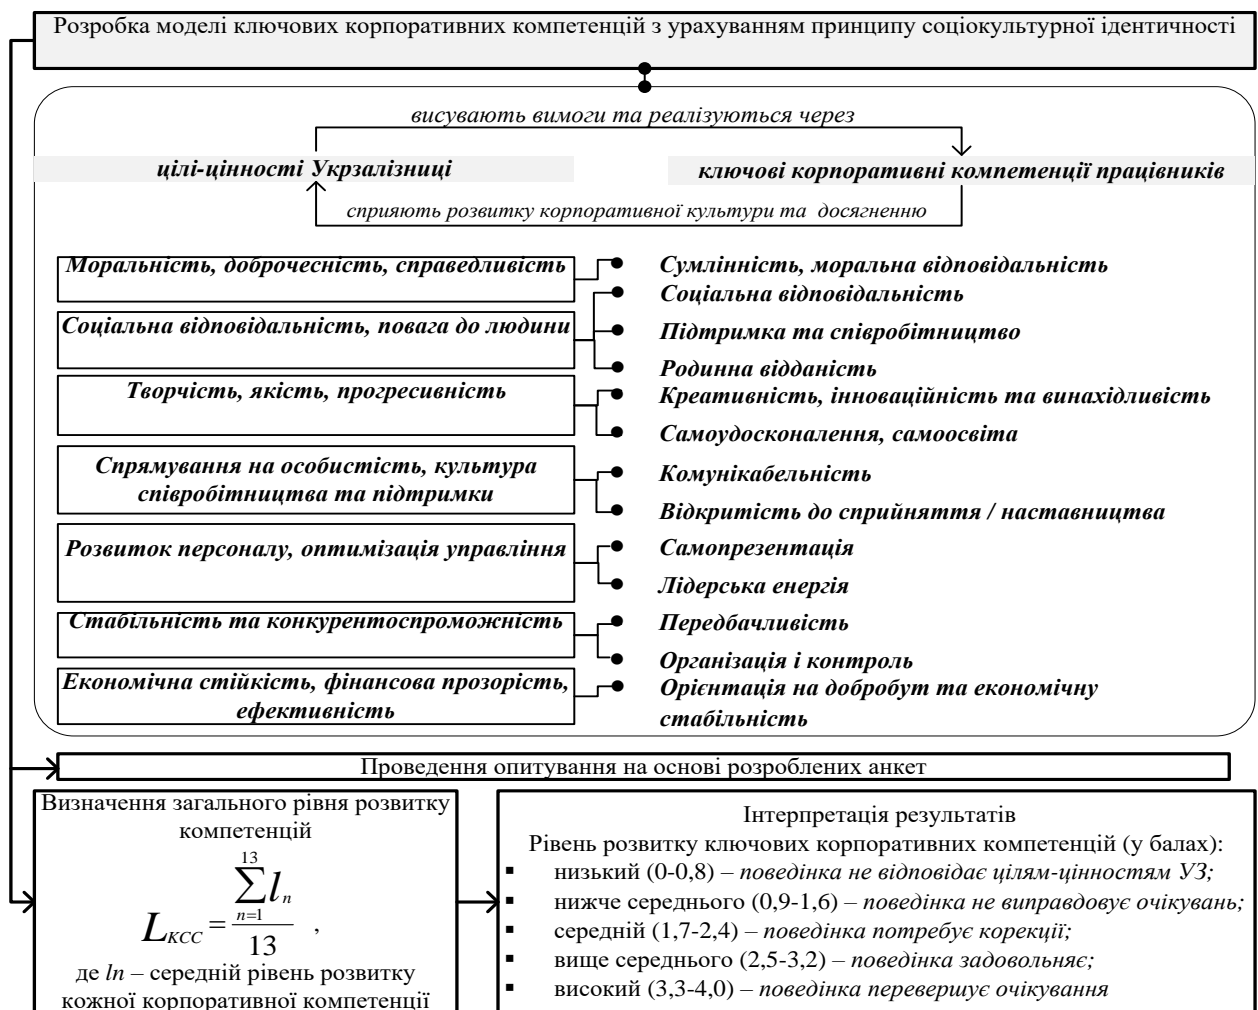 Розробка моделі ключових корпоративних компетенцій з урахуванням принципу соціокультурної ідентичності
висувають вимоги та реалізуються через
цілі-цінності Укрзалізниці
ключові корпоративні компетенції працівників
сприяють розвитку корпоративної культури та досягненню
Моральність, доброчесність, справедливість
Сумлінність, моральна відповідальність
Соціальна відповідальність
Соціальна відповідальність, повага до людини
Підтримка та співробітництво
Родинна відданість
Творчість, якість, прогресивність
Креативність, інноваційність та винахідливість
Самоудосконалення, самоосвіта
Спрямування на особистість, культура
співробітництва та підтримки
Комунікабельність
Відкритість до сприйняття / наставництва
Розвиток персоналу, оптимізація управління
Самопрезентація
Лідерська енергія
Стабільність та конкурентоспроможність
Передбачливість
Організація і контроль
Економічна стійкість, фінансова прозорість,
ефективність
Орієнтація на добробут та економічну
стабільність
Проведення опитування на основі розроблених анкет
Визначення загального рівня розвитку
компетенцій
13
∑ l n
n=1
L KCC = 13 ,
де ln – середній рівень розвитку
кожної корпоративної компетенції
Інтерпретація результатів
Рівень розвитку ключових корпоративних компетенцій (у балах):
▪ низький (0-0,8) – поведінка не відповідає цілям-цінностям УЗ;
▪ нижче середнього (0,9-1,6) – поведінка не виправдовує очікувань;
▪ середній (1,7-2,4) – поведінка потребує корекції;
▪ вище середнього (2,5-3,2) – поведінка задовольняє;
▪ високий (3,3-4,0) – поведінка перевершує очікування